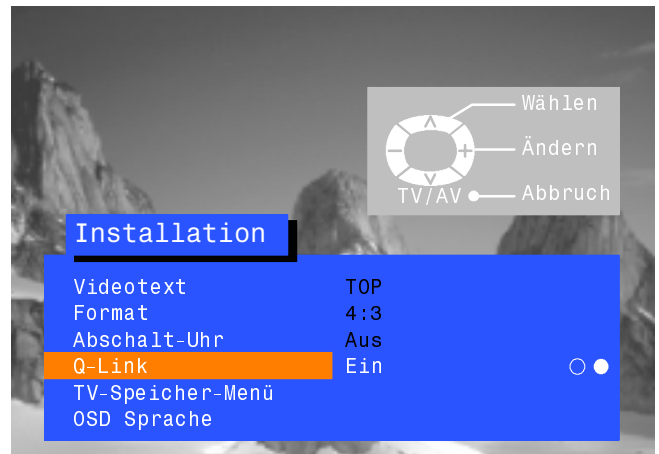 Wählen
Ändern
TV/AV Abbruch
Installation
Videotext TOP
Format 4:3
Abschalt-Uhr Aus
Q-Link Ein
TV-Speicher-Menü
OSD Sprache